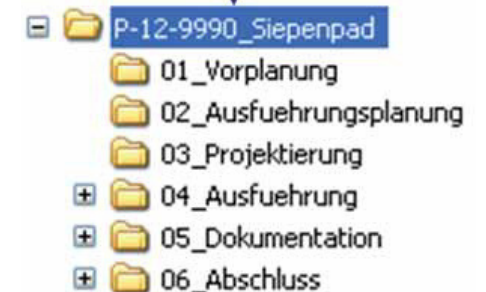 P-12-9990_Siepenpad
01_Vorplanung
02_Ausfuehrungsplanung
03_Projektierung
04_Ausfuehrung
05_Dokumentation
06_Abschluss